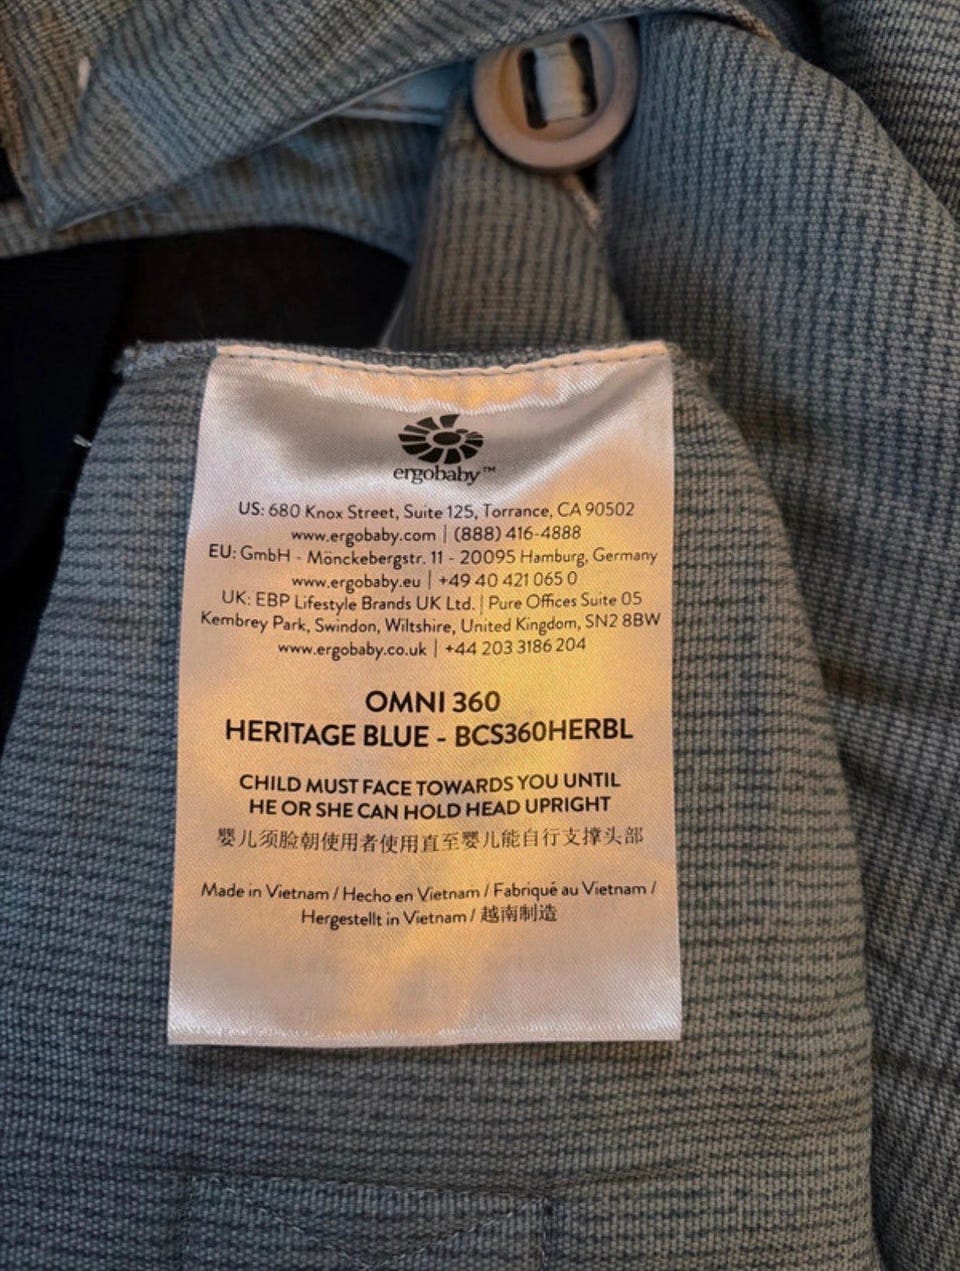 ergobaby™
US: 680 Knox Street, Suite 125, Torrance, CA 90502
www.ergobaby.com | (888) 416-4888
EU: GmbH - Mönckebergstr. 11 - 20095 Hamburg, Germany
www.ergobaby.eu | +49 40 421 065 0
UK: EBP Lifestyle Brands UK Ltd. | Pure Offices Suite 05
Kembrey Park, Swindon, Wiltshire, United Kingdom, SN2 8BW
www.ergobaby.co.uk | +44 203 3186 204
OMNI 360
HERITAGE BLUE - BCS360HERBL
CHILD MUST FACE TOWARDS YOU UNTIL
HE OR SHE CAN HOLD HEAD UPRIGHT
婴儿须脸朝使用者使用直至婴儿能自行支撑头部
Made in Vietnam / Hecho en Vietnam / Fabriqué au Vietnam /
Hergestellt in Vietnam / 越南制造